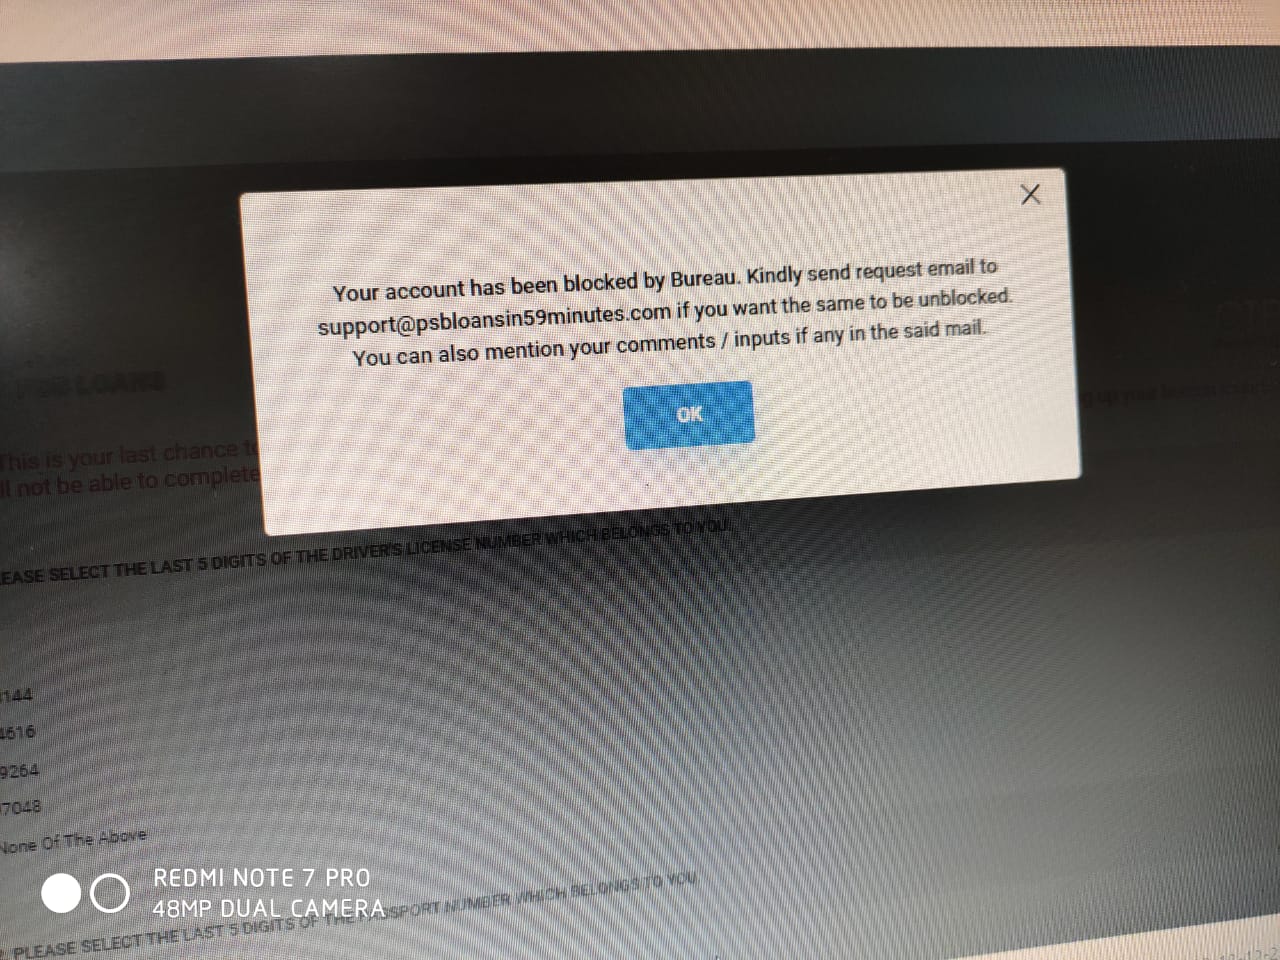 Your account has been blocked by Bureau. Kindly send request email to
support@psbloansin59minutes.com if you want the same to be unblocked.
You can also mention your comments / inputs if any in the said mail.
OK
LOANS
This is your last chance
ll not be able to complete
EASE SELECT THE LAST 5 DIGITS OF THE DRIVER'S LICENSE NUMBER WHICH BELONGS TO YOU
144
4616
9264
7048
None Of The Above
REDMI NOTE 7 PRO
48MP DUAL CAMERA
PLEASE SELECT THE LAST 5 DIGITS OF THE PASSPORT NUMBER WHICH BELONGS TO YOU